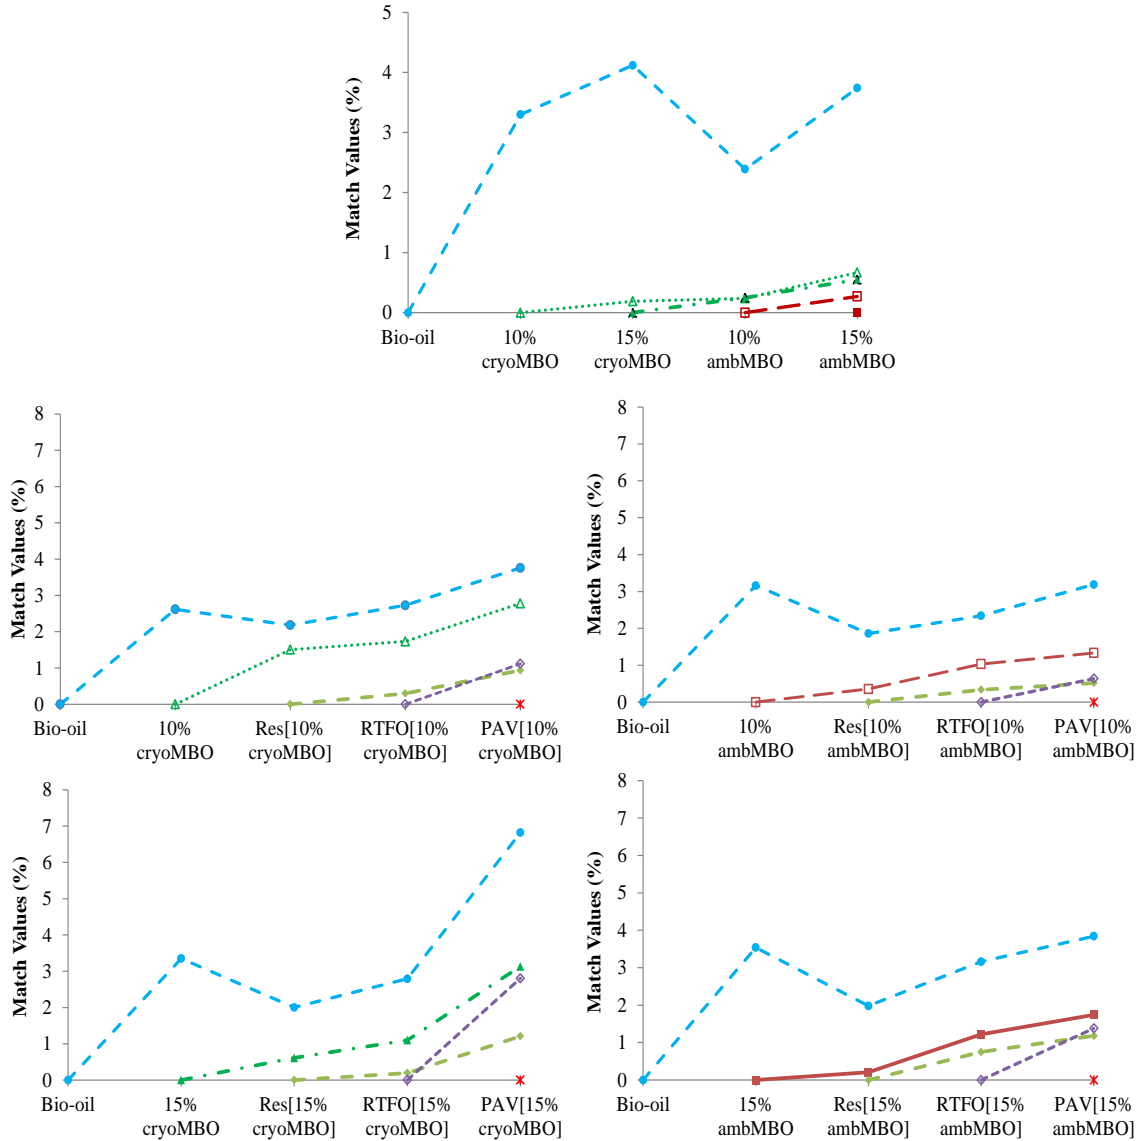 5
4
3
2
1
0
Match Values (%)
Bio-oil 10% 15% 10% 15%
cryoMBO cryoMBO ambMBO ambMBO
8
7
6
5
4
3
2
1
0
Match Values (%)
Bio-oil 10% Res[10% RTFO[10% PAV[10%
cryoMBO cryoMBO] cryoMBO] cryoMBO]
8
7
6
5
4
3
2
1
0
Match Values (%)
Bio-oil 10% Res[10% RTFO[10% PAV[10%
ambMBO ambMBO] ambMBO] ambMBO]
8
7
6
5
4
3
2
1
0
Match Values (%)
Bio-oil 15% Res[15% RTFO[15% PAV[15%
cryoMBO cryoMBO] cryoMBO] cryoMBO]
8
7
6
5
4
3
2
1
0
Match Values (%)
Bio-oil 15% Res[15% RTFO[15% PAV[15%
ambMBO ambMBO] ambMBO] ambMBO]